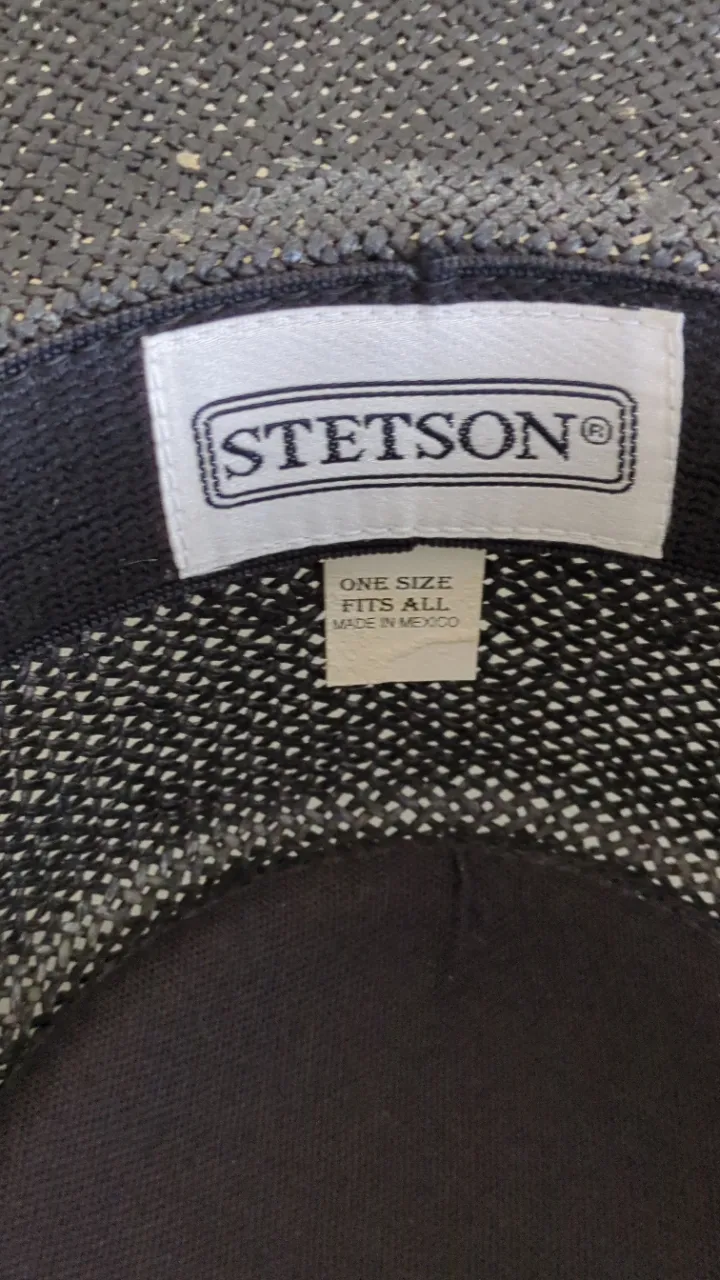 STETSON®
ONE SIZE
FITS ALL
MADE IN MEXICO